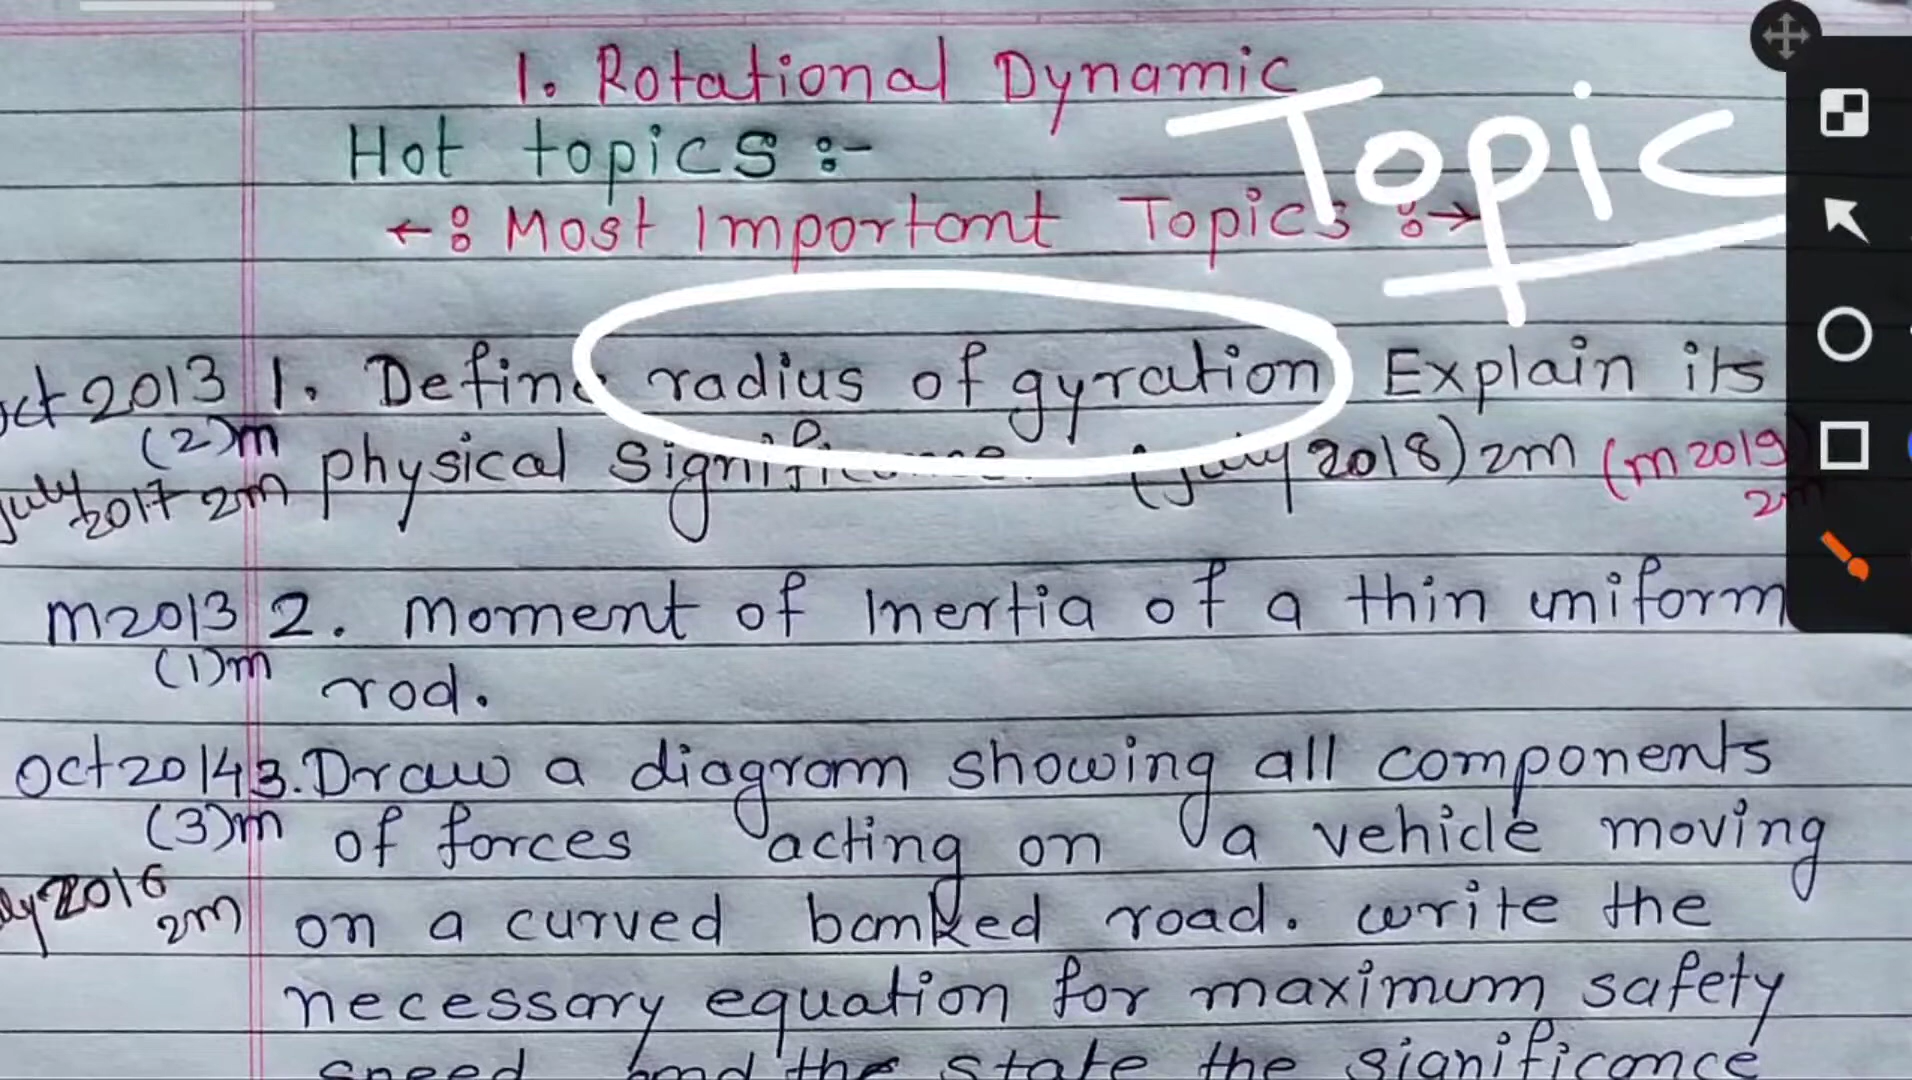 1. Rotational Dynamic
Topic
Hot topics :-
←: Most Important Topics :→
oct 2013 1. Define radius of gyration Explain its
(2)m
july 2017 2m physical significance (july 2018) 2m (m 2019
2m
m2013 2. Moment of Inertia of a thin uniform
(1)m rod.
oct 2014 3. Draw a diagram showing all components
(3)m of forces acting on a vehicle moving
2016 2m on a curved banked road. write the
necessary equation for maximum safety
speed and the state the significance